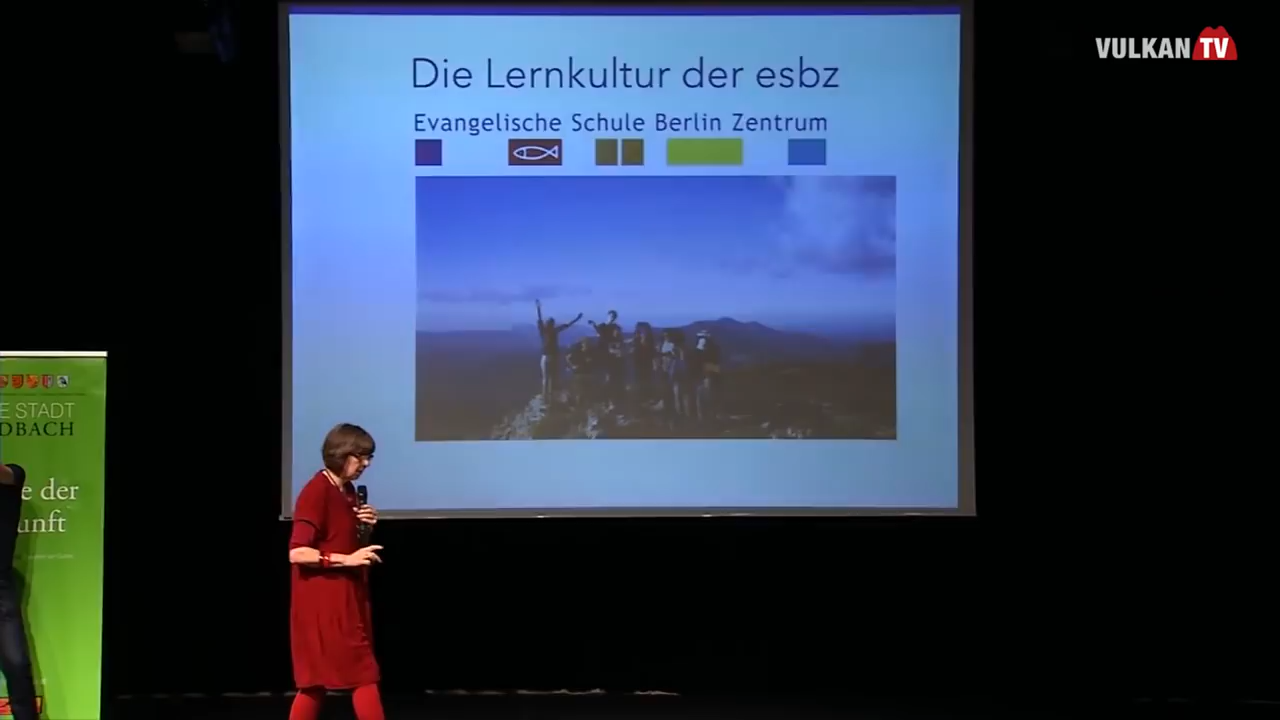 VULKAN TV
Die Lernkultur der esbz
Evangelische Schule Berlin Zentrum
E STADT
DBACH
e der
unft